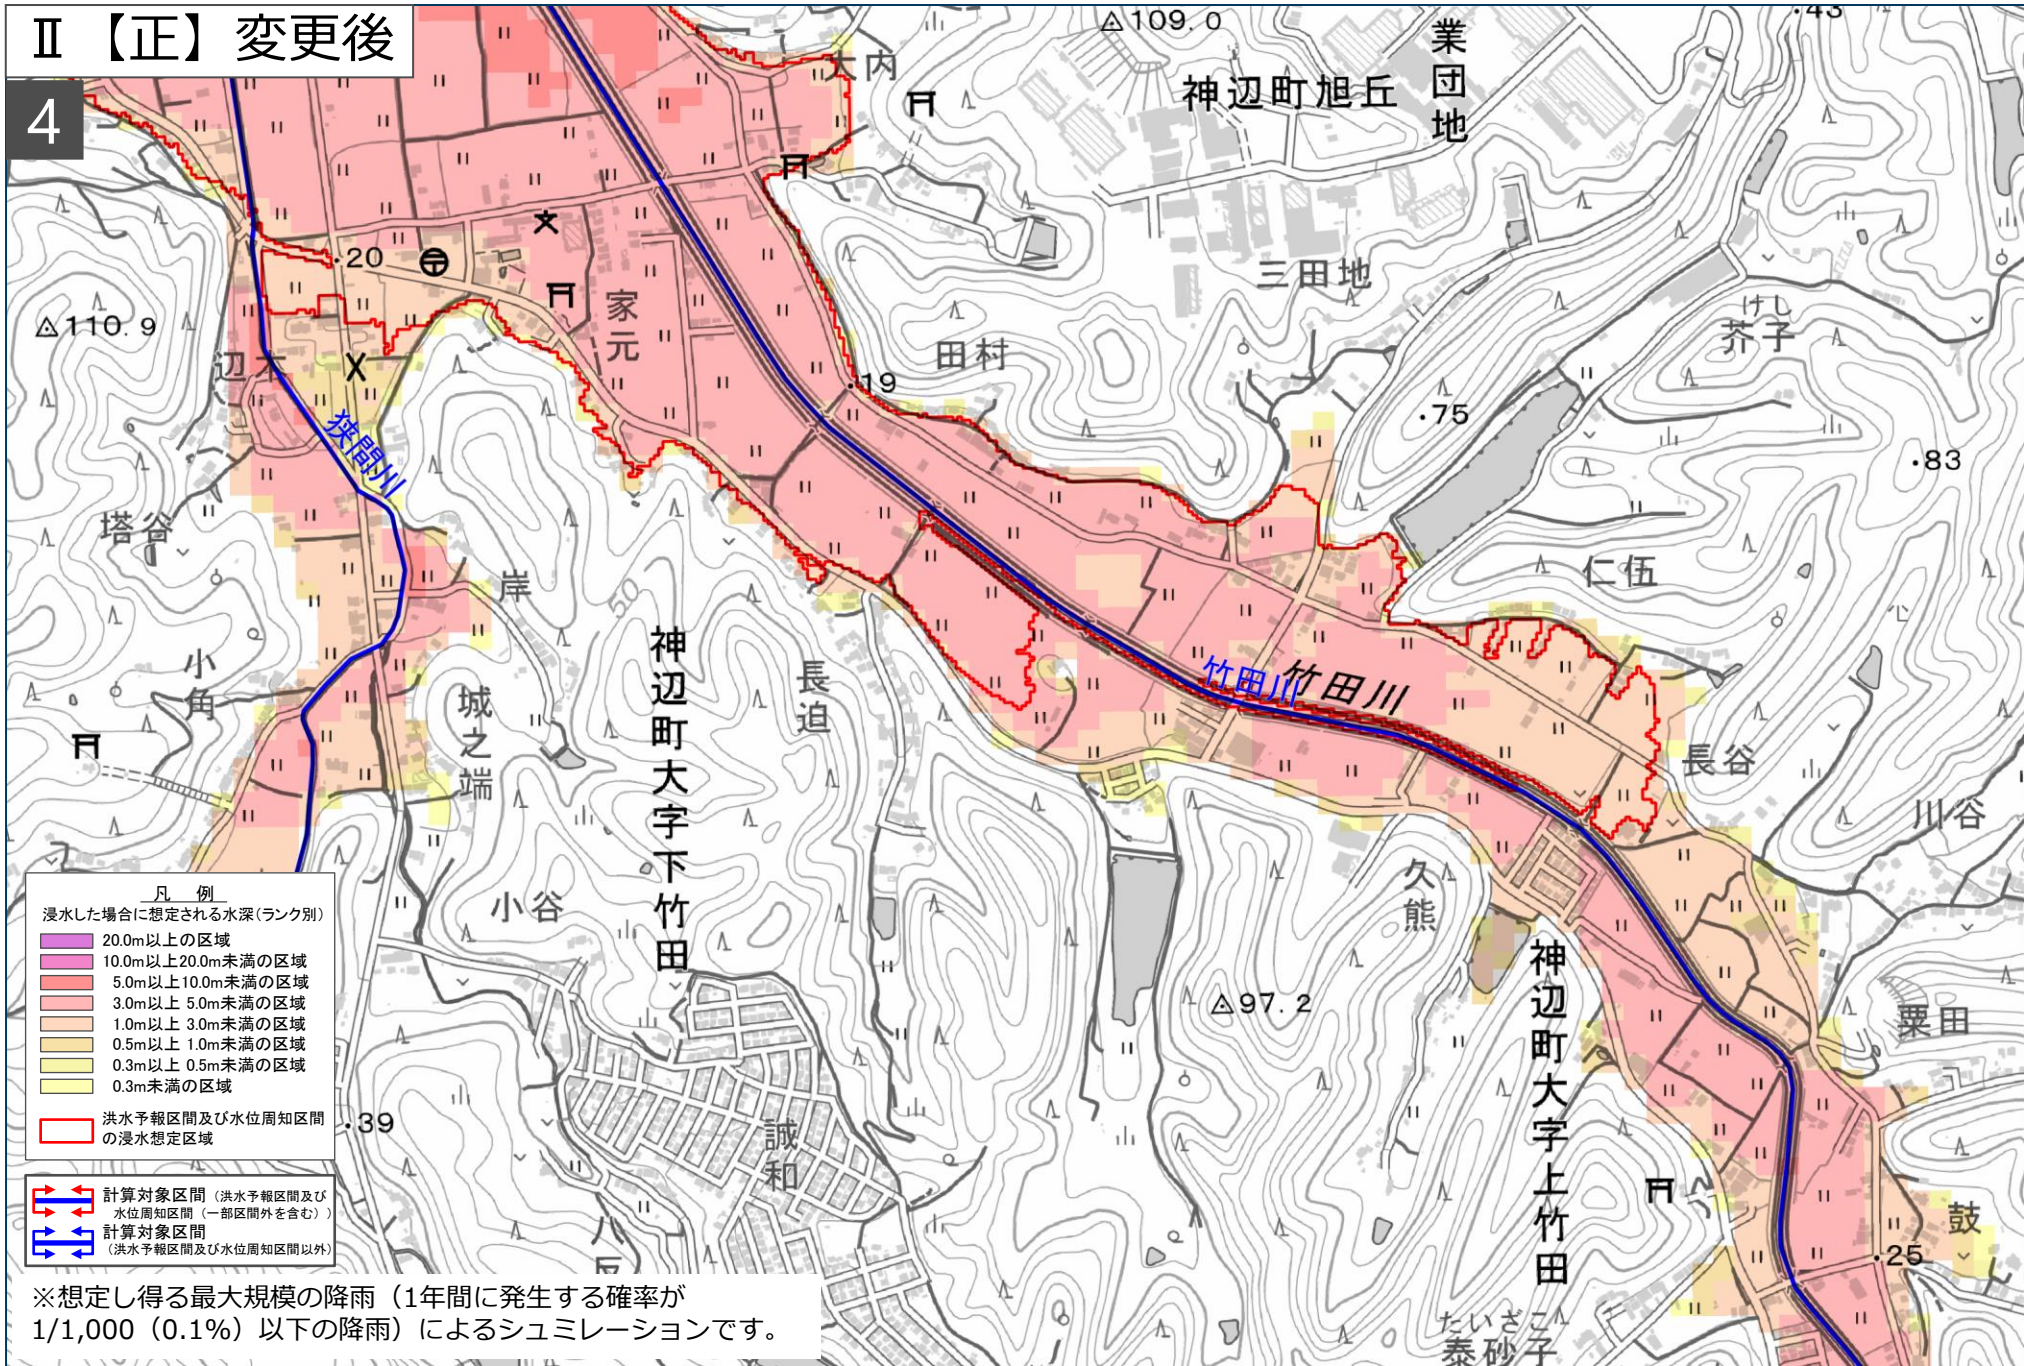 Ⅱ 【正】変更後
4
大内
△109.0
業団地
・43
神辺町旭丘
三田地
けし
芥子
・20
家元
△110.9
辺木
狭間川
田村
・19
・75
・83
塔谷
岸
50
仁伍
小角
城之端
神辺町大字下竹田
長迫
竹田川
竹田川
長谷
川谷
久熊
小谷
△97.2
神辺町大字上竹田
粟田
誠和
・39
鼓
・25
八反
たいざこ
泰砂子
凡 例
浸水した場合に想定される水深(ランク別)
20.0m以上の区域
10.0m以上20.0m未満の区域
5.0m以上10.0m未満の区域
3.0m以上 5.0m未満の区域
1.0m以上 3.0m未満の区域
0.5m以上 1.0m未満の区域
0.3m以上 0.5m未満の区域
0.3m未満の区域
洪水予報区間及び水位周知区間
の浸水想定区域
計算対象区間（洪水予報区間及び
水位周知区間（一部区間外を含む））
計算対象区間
（洪水予報区間及び水位周知区間以外）
※想定し得る最大規模の降雨（1年間に発生する確率が
1/1,000（0.1%）以下の降雨）によるシュミレーションです。